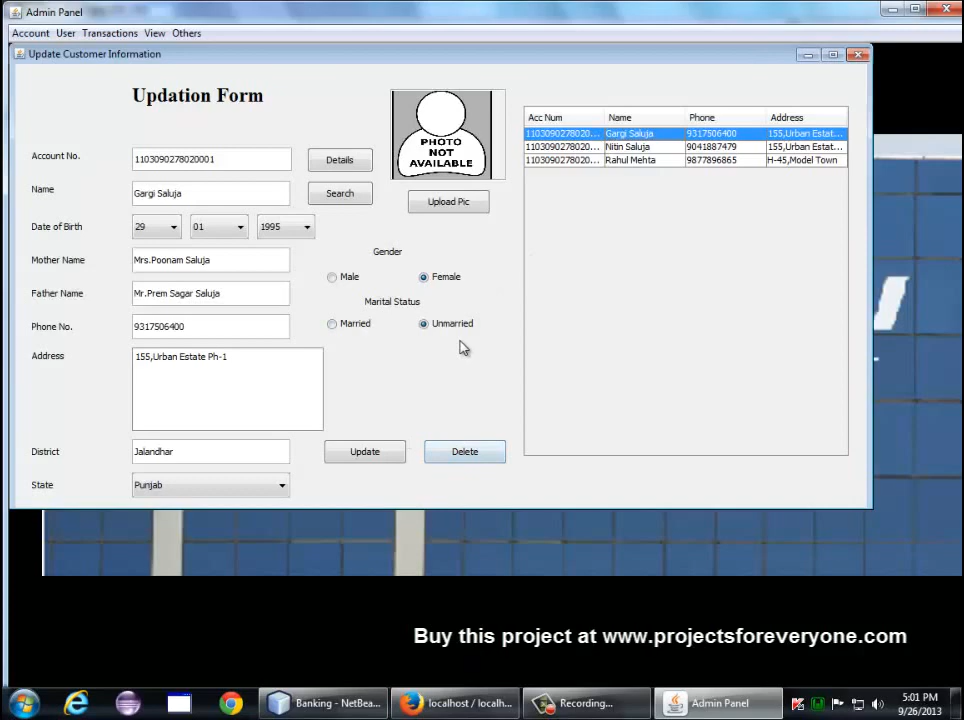 Admin Panel
Account User Transactions View Others
Update Customer Information
Updation Form
PHOTO
NOT
AVAILABLE
Account No. 1103090278020001 Details
Name Gargi Saluja Search
Upload Pic
Date of Birth 29 01 1995
Gender
Mother Name Mrs.Poonam Saluja
Male Female
Father Name Mr.Prem Sagar Saluja
Marital Status
Phone No. 9317506400
Married Unmarried
Address 155,Urban Estate Ph-1
District Jalandhar Update Delete
State Punjab
Acc Num Name Phone Address
1103090278020... Gargi Saluja 9317506400 155,Urban Estat...
1103090278020... Nitin Saluja 9041887479 155,Urban Estat...
1103090278020... Rahul Mehta 9877896865 H-45,Model Town
Buy this project at www.projectsforeveryone.com
Banking - NetBea... localhost / localh... Recording... Admin Panel
5:01 PM
9/26/2013